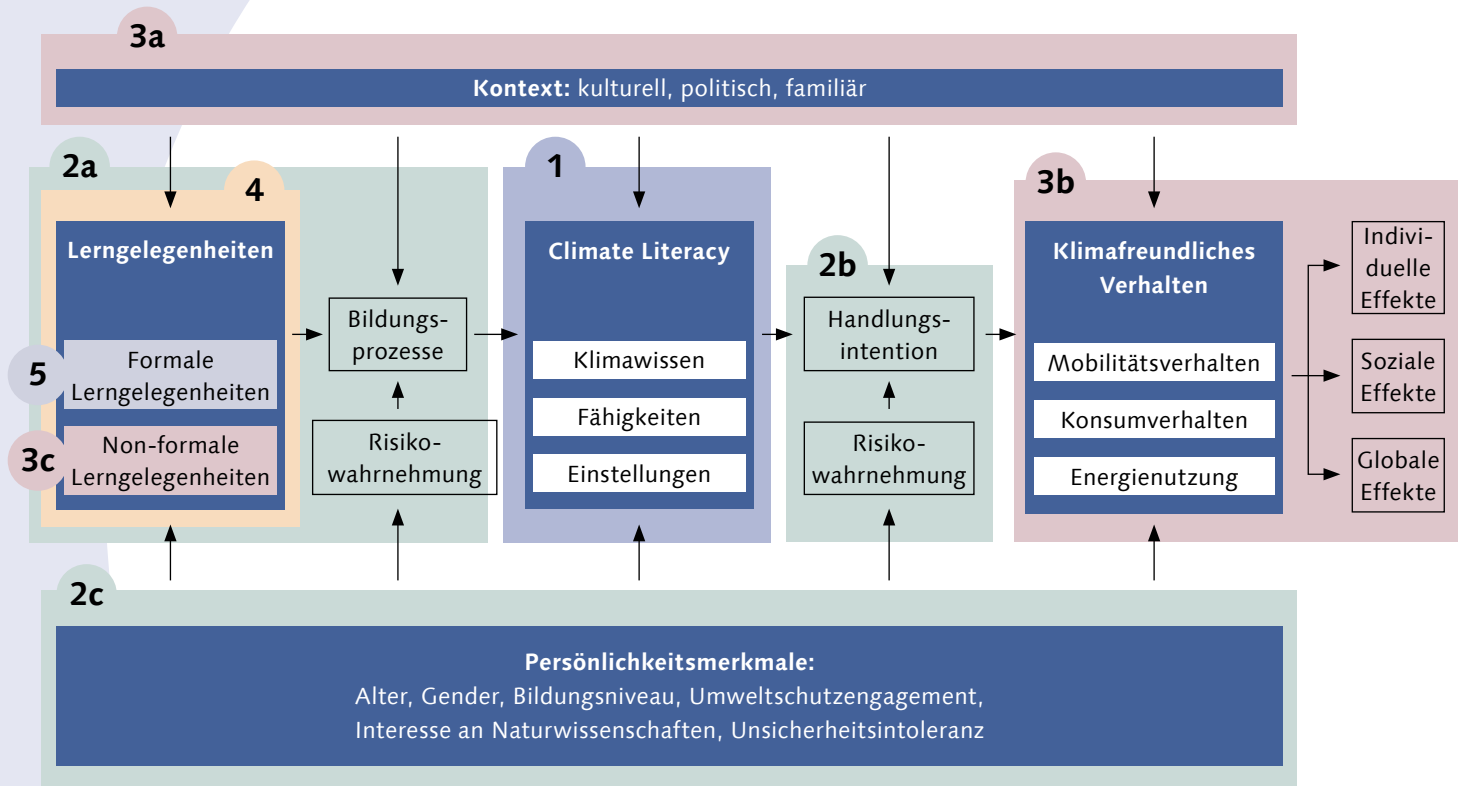 3a
Kontext: kulturell, politisch, familiär
2a
4
Lerngelegenheiten
5
Formale
Lerngelegenheiten
3c
Non-formale
Lerngelegenheiten
Bildungs-
prozesse
Risiko-
wahrnehmung
1
Climate Literacy
Klimawissen
Fähigkeiten
Einstellungen
2b
Handlungs-
intention
Risiko-
wahrnehmung
3b
Klimafreundliches
Verhalten
Mobilitätsverhalten
Konsumverhalten
Energienutzung
Indivi-
duelle
Effekte
Soziale
Effekte
Globale
Effekte
2c
Persönlichkeitsmerkmale:
Alter, Gender, Bildungsniveau, Umweltschutzengagement,
Interesse an Naturwissenschaften, Unsicherheitsintoleranz